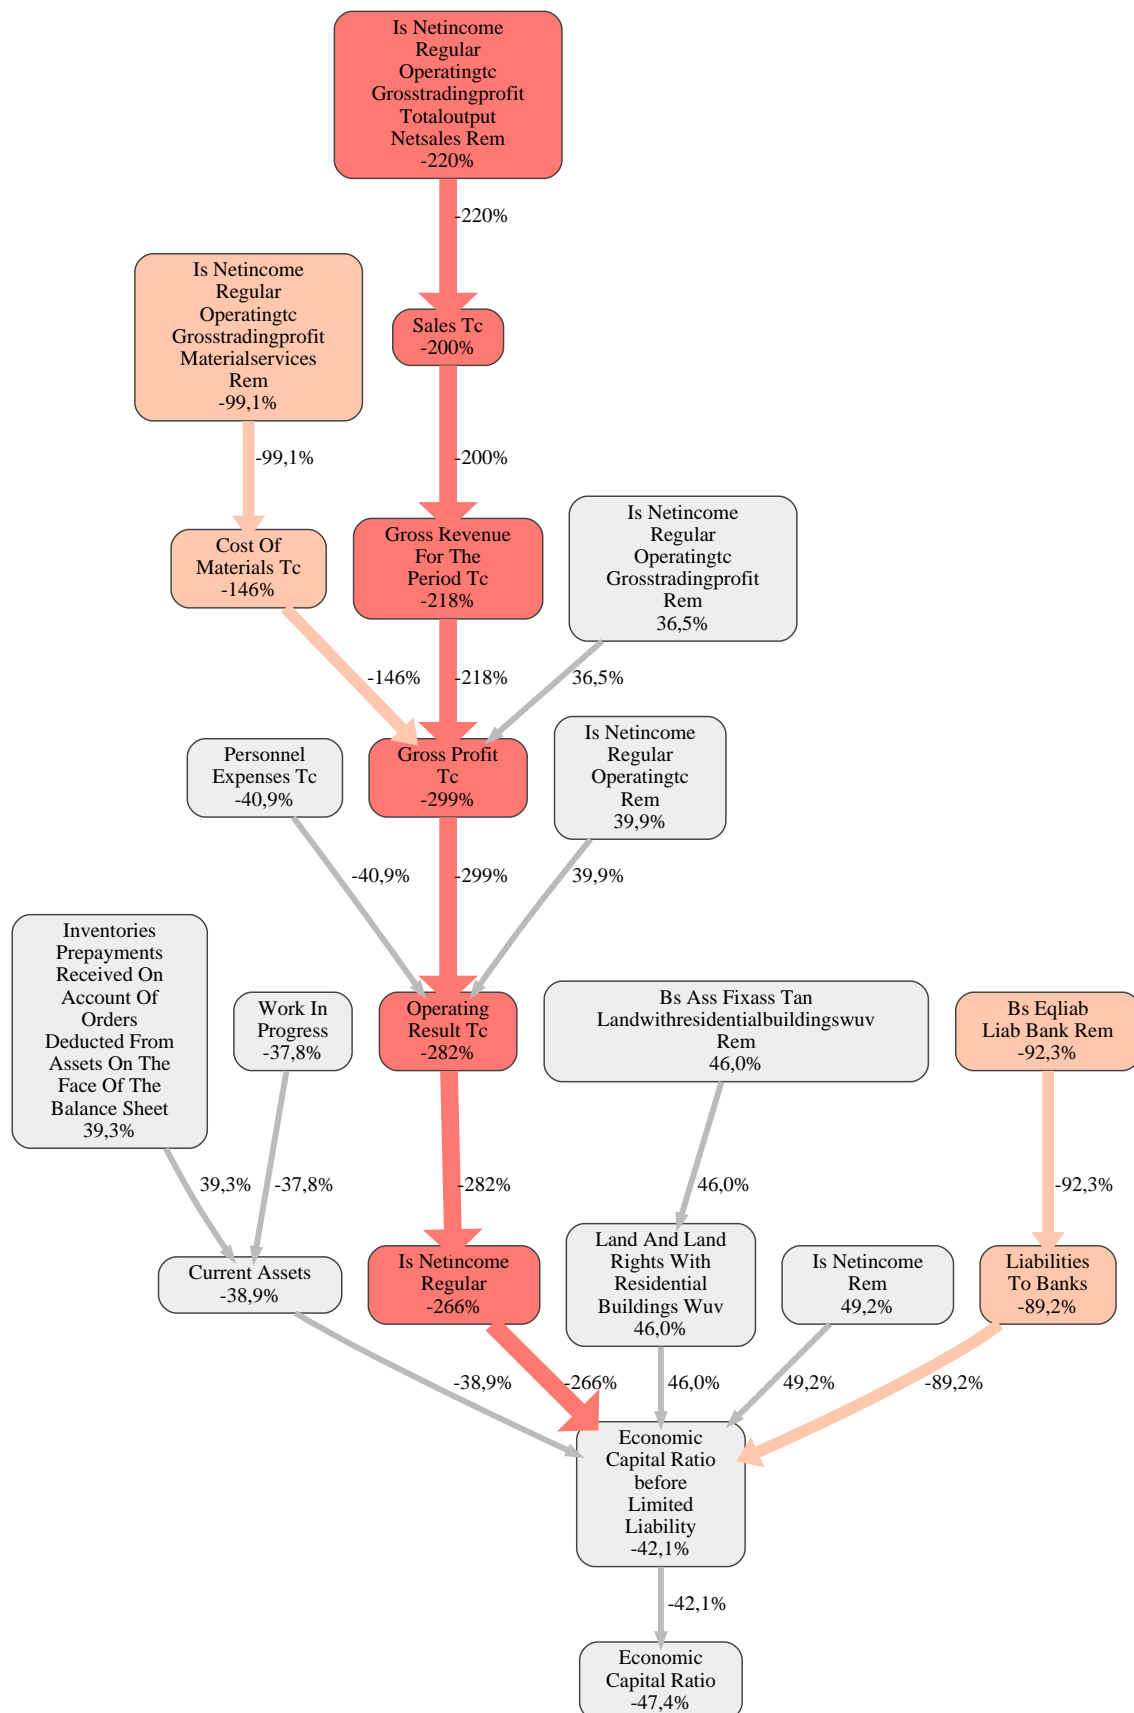 Is Netincome
Regular
Operatingtc
Grosstradingprofit
Totaloutput
Netsales Rem
-220%
-220%
Is Netincome
Regular
Operatingtc
Grosstradingprofit
Materialservices
Rem
-99,1%
Sales Tc
-200%
-99,1%
-200%
Is Netincome
Regular
Operatingtc
Grosstradingprofit
Rem
36,5%
Cost Of
Materials Tc
-146%
Gross Revenue
For The
Period Tc
-218%
-146%
-218%
36,5%
Personnel
Expenses Tc
-40,9%
Gross Profit
Tc
-299%
Is Netincome
Regular
Operatingtc
Rem
39,9%
-40,9%
-299%
39,9%
Inventories
Prepayments
Received On
Account Of
Orders
Deducted From
Assets On The
Face Of The
Balance Sheet
39,3%
Work In
Progress
-37,8%
Operating
Result Tc
-282%
Bs Ass Fixass Tan
Landwithresidentialbuildingswuv
Rem
46,0%
Bs Eqliab
Liab Bank Rem
-92,3%
39,3%
-37,8%
-282%
46,0%
-92,3%
Current Assets
-38,9%
Is Netincome
Regular
-266%
Land And Land
Rights With
Residential
Buildings Wuv
46,0%
Is Netincome
Rem
49,2%
Liabilities
To Banks
-89,2%
-38,9%
-266%
46,0%
49,2%
-89,2%
Economic
Capital Ratio
before
Limited
Liability
-42,1%
-42,1%
Economic
Capital Ratio
-47,4%